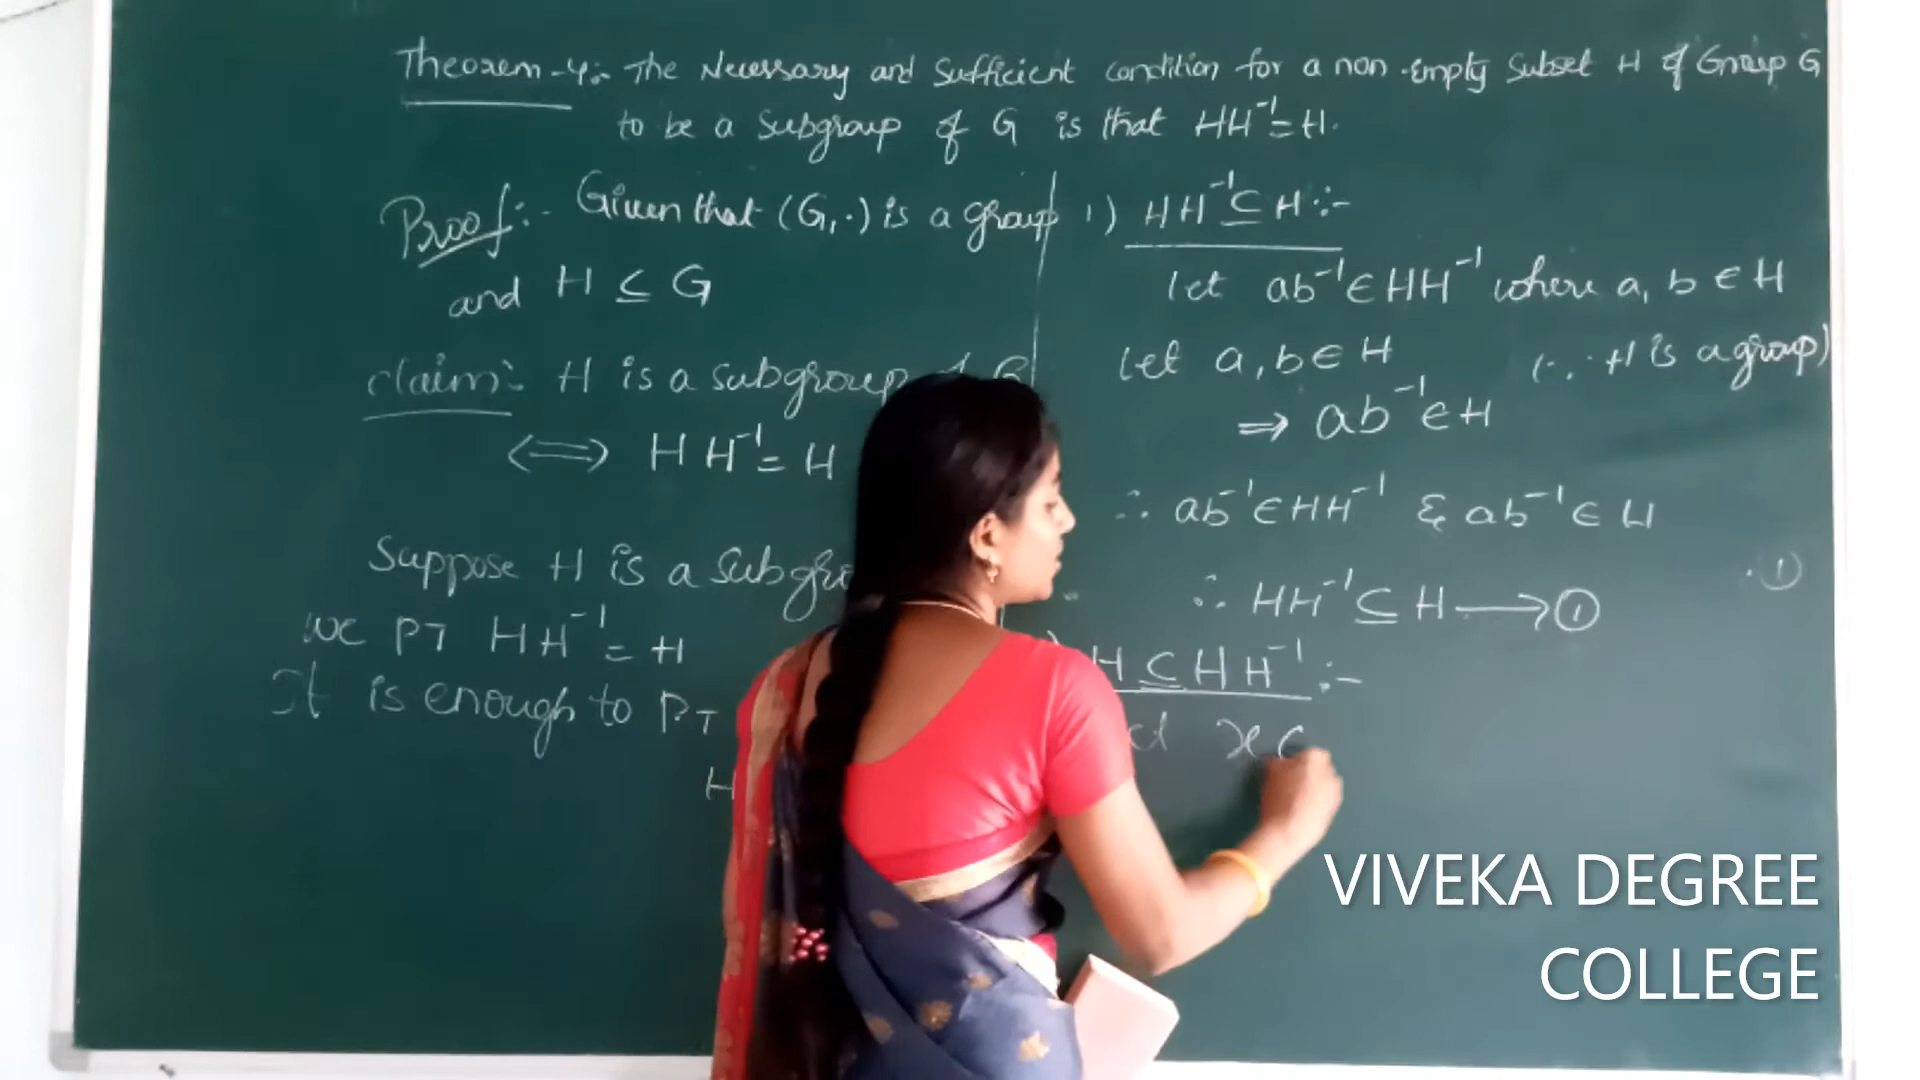 Theorem-4:- The Necessary and Sufficient condition for a non-Empty Subset H of Group G
to be a Subgroup of G is that HH⁻¹=H.
Proof:- Given that (G,·) is a group
and H ⊆ G
claim:- H is a subgroup
⟺ HH⁻¹=H
Suppose H is a
we PT HH⁻¹=H
It is enough to PT
H
1) HH⁻¹⊆H:-
let ab⁻¹∈HH⁻¹ where a, b ∈ H
Let a, b∈H (∵ H is a group)
⇒ ab⁻¹∈H
∴ ab⁻¹∈HH⁻¹ & ab⁻¹∈H
∴ HH⁻¹⊆H⟶①
①
H⊆HH⁻¹:-
x
VIVEKA DEGREE
COLLEGE